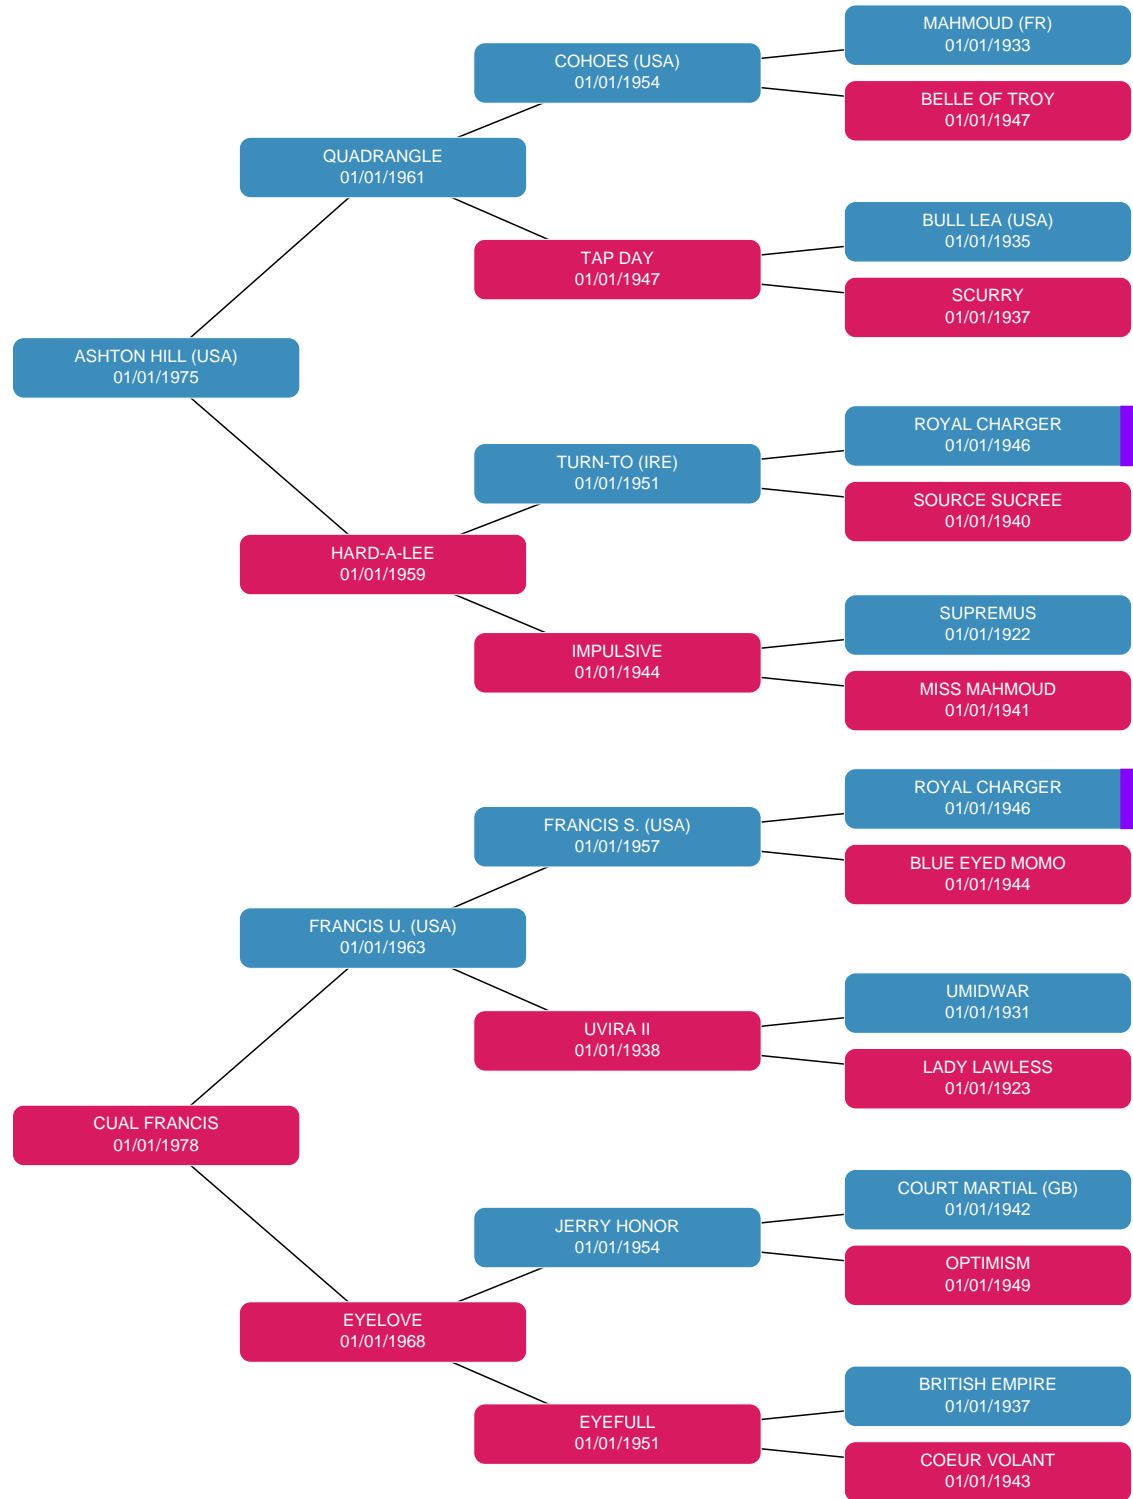 MAHMOUD (FR)
01/01/1933
COHOES (USA)
01/01/1954
BELLE OF TROY
01/01/1947
QUADRANGLE
01/01/1961
BULL LEA (USA)
01/01/1935
TAP DAY
01/01/1947
SCURRY
01/01/1937
ASHTON HILL (USA)
01/01/1975
ROYAL CHARGER
01/01/1946
TURN-TO (IRE)
01/01/1951
SOURCE SUCREE
01/01/1940
HARD-A-LEE
01/01/1959
SUPREMUS
01/01/1922
IMPULSIVE
01/01/1944
MISS MAHMOUD
01/01/1941
ROYAL CHARGER
01/01/1946
FRANCIS S. (USA)
01/01/1957
BLUE EYED MOMO
01/01/1944
FRANCIS U. (USA)
01/01/1963
UMIDWAR
01/01/1931
UVIRA II
01/01/1938
LADY LAWLESS
01/01/1923
CUAL FRANCIS
01/01/1978
COURT MARTIAL (GB)
01/01/1942
JERRY HONOR
01/01/1954
OPTIMISM
01/01/1949
EYELOVE
01/01/1968
BRITISH EMPIRE
01/01/1937
EYEFULL
01/01/1951
COEUR VOLANT
01/01/1943